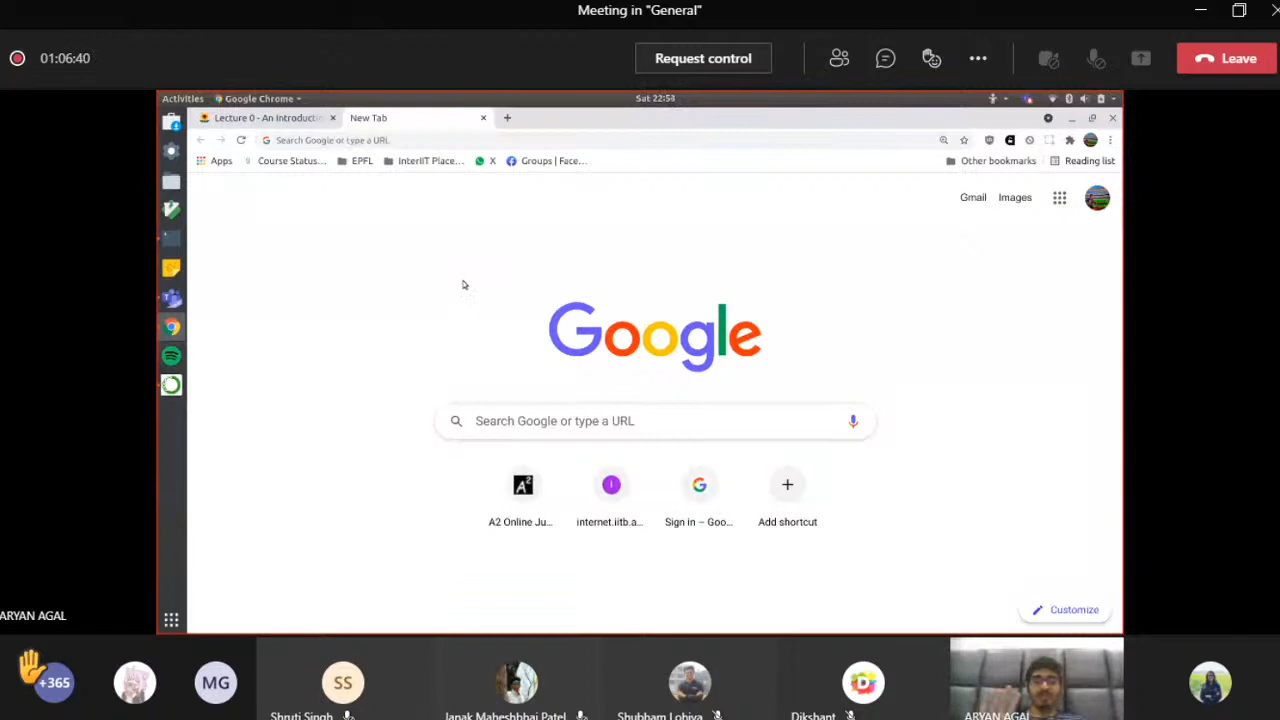 Meeting in "General"
01:06:40
Request control
Leave
Activities
Google Chrome
Sat 22:53
Lecture 0 - An Introductin
New Tab
Search Google or type a URL
Apps
Course Status...
EPFL
InterIIT Place...
X
Groups | Face...
Other bookmarks
Reading list
Gmail
Images
Google
Search Google or type a URL
A2
I
G
A2 Online Ju...
internet.iitb.a...
Sign in – Goo...
Add shortcut
Customize
ARYAN AGAL
+365
MG
SS
Shruti Singh
Janak Maheshbhai Patel
Shubham Lohiya
Dikshant
ARYAN AGAL